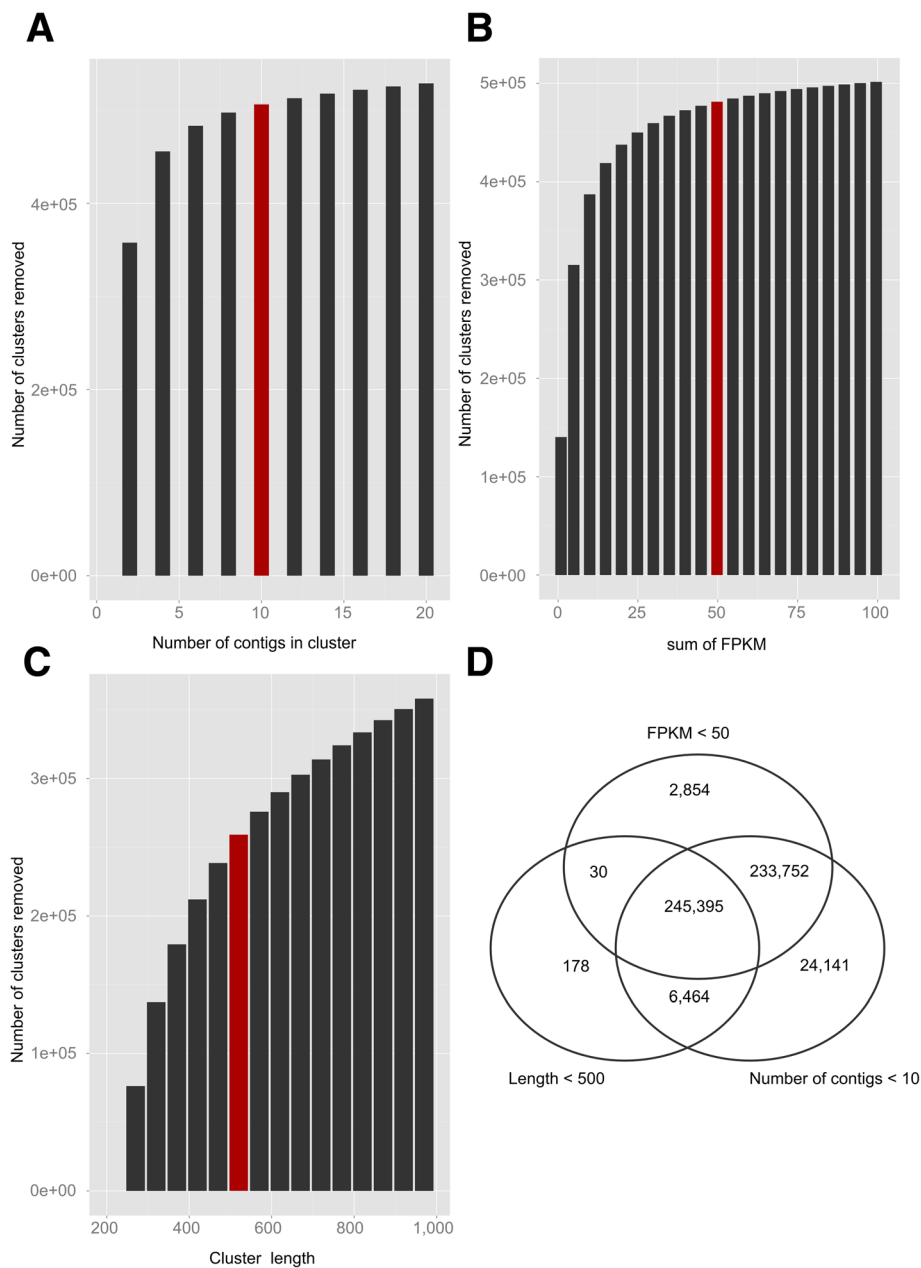 A
Number of clusters removed
4e+05
2e+05
0e+00
0 5 10 15 20
Number of contigs in cluster
B
Number of clusters removed
5e+05
4e+05
3e+05
2e+05
1e+05
0e+00
0 25 50 75 100
sum of FPKM
C
Number of clusters removed
3e+05
2e+05
1e+05
0e+00
200 400 600 800 1,000
Cluster length
D
FPKM < 50
2,854
30 233,752
245,395
178 24,141
6,464
Length < 500 Number of contigs < 10